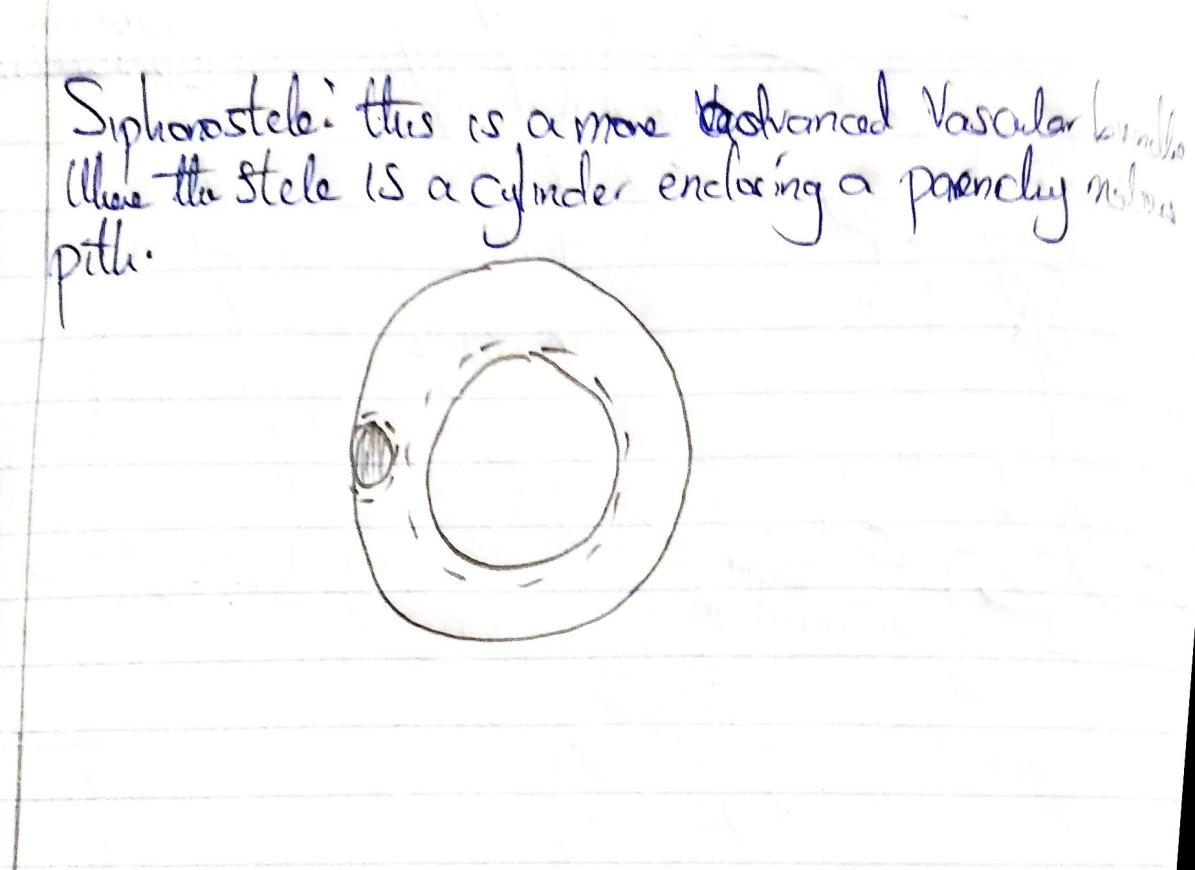 Siphonostele: this is a more advanced Vascular bundle
Where the stele is a cylinder enclosing a parenchymatous
pith.